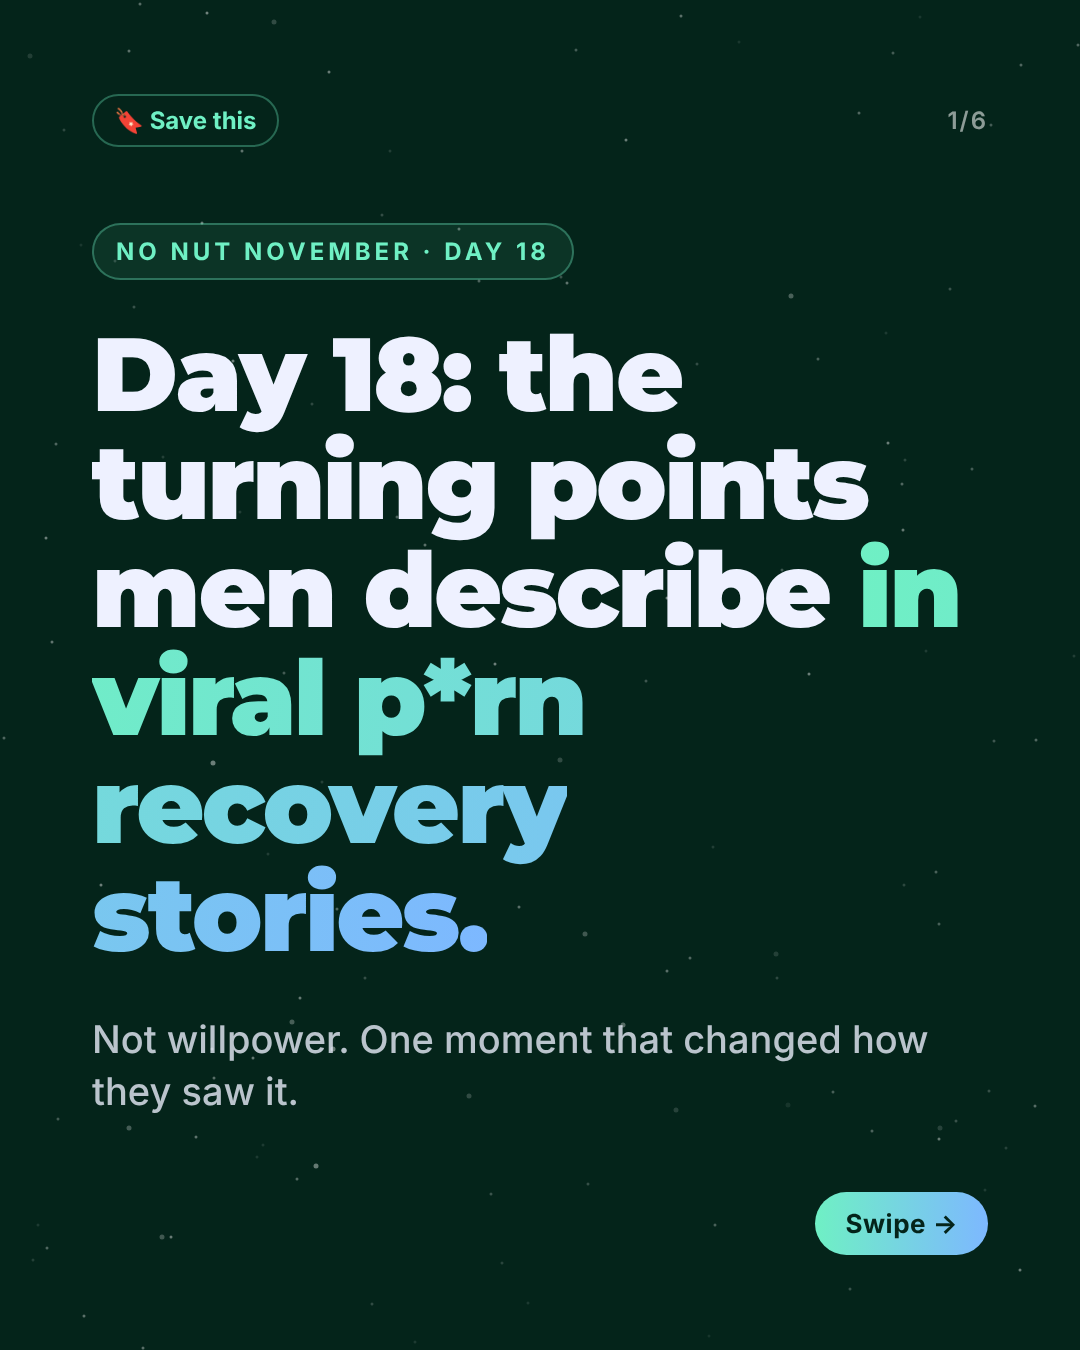 🔖 Save this
1/6
NO NUT NOVEMBER · DAY 18
Day 18: the
turning points
men describe in
viral p*rn
recovery
stories.
Not willpower. One moment that changed how
they saw it.
Swipe →